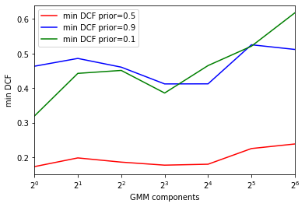 min DCF prior=0.5
min DCF prior=0.9
min DCF prior=0.1
min DCF
0.6
0.5
0.4
0.3
0.2
2^0 2^1 2^2 2^3 2^4 2^5 2^6
GMM components